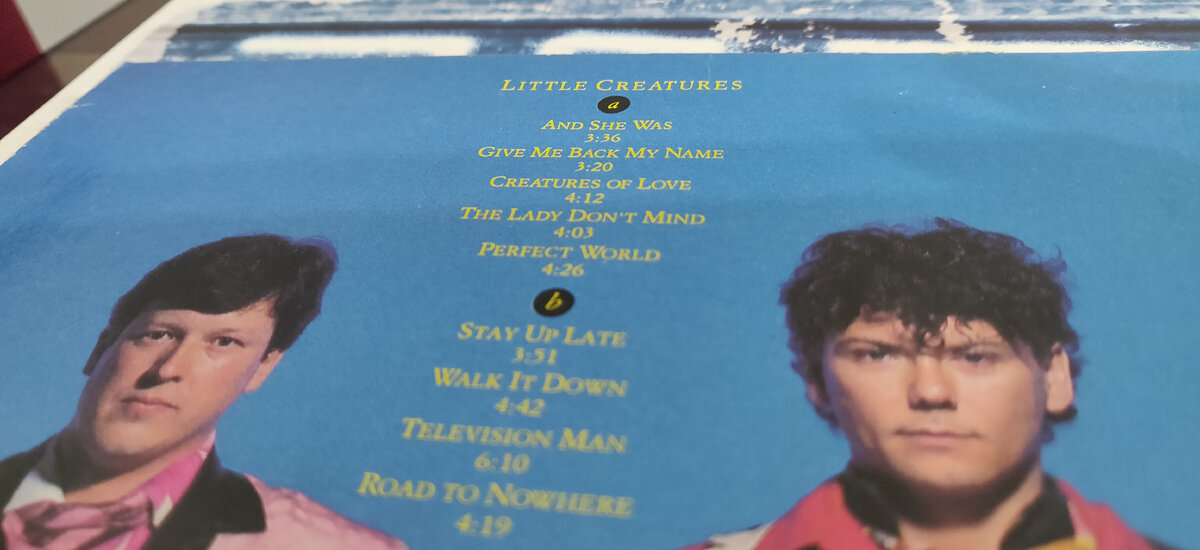 LITTLE CREATURES
a
AND SHE WAS
3:36
GIVE ME BACK MY NAME
3:20
CREATURES OF LOVE
4:12
THE LADY DON'T MIND
4:03
PERFECT WORLD
4:26
b
STAY UP LATE
3:51
WALK IT DOWN
4:42
TELEVISION MAN
6:10
ROAD TO NOWHERE
4:19